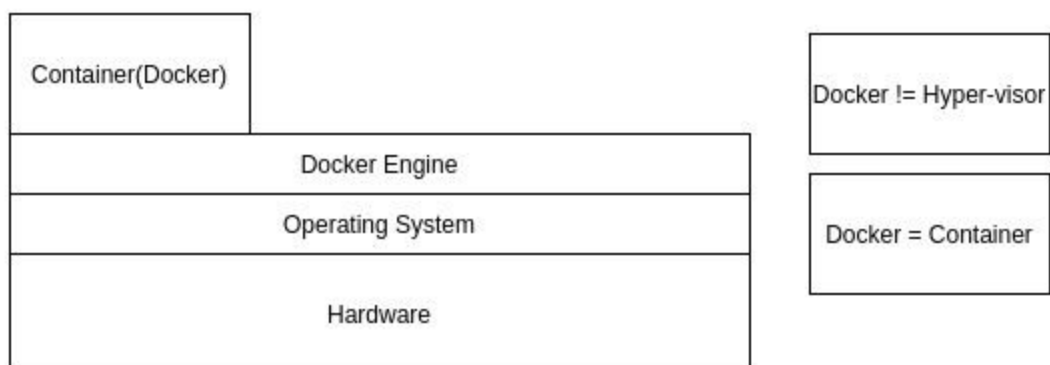 Container(Docker)
Docker Engine
Operating System
Hardware
Docker != Hyper-visor
Docker = Container